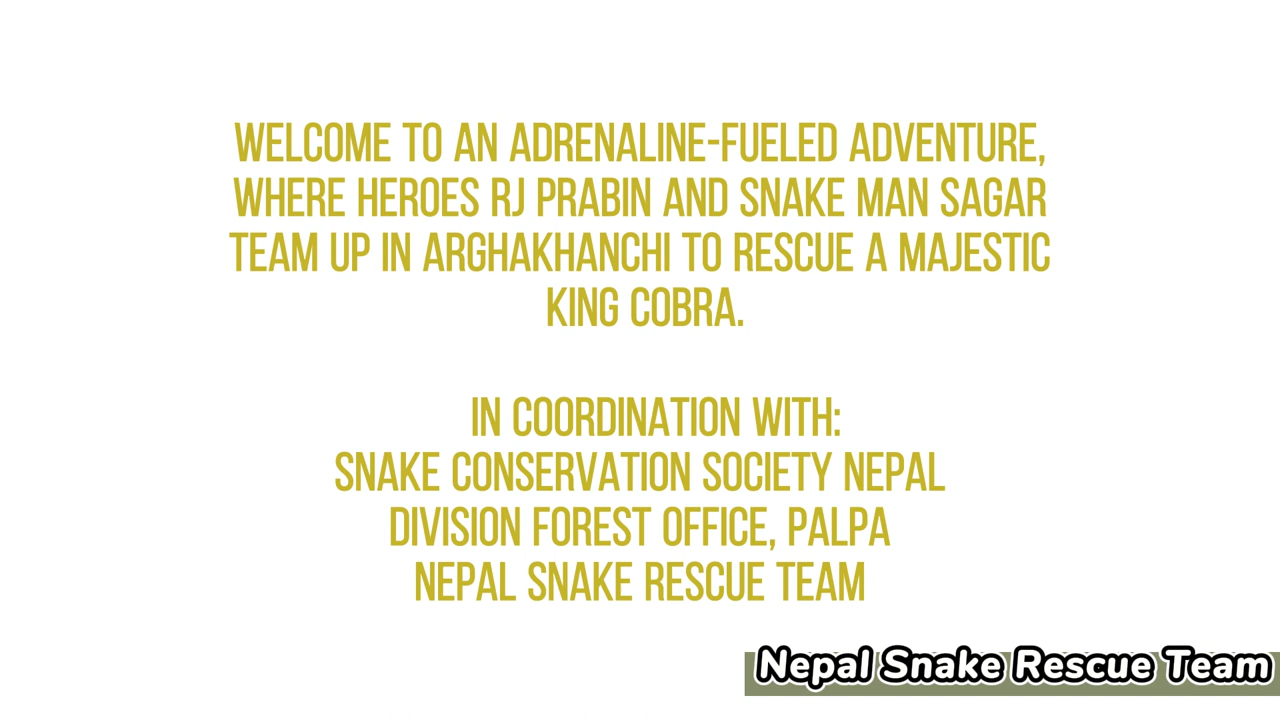 WELCOME TO AN ADRENALINE-FUELED ADVENTURE,
WHERE HEROES RJ PRABIN AND SNAKE MAN SAGAR
TEAM UP IN ARGHAKHANCHI TO RESCUE A MAJESTIC
KING COBRA.
IN COORDINATION WITH:
SNAKE CONSERVATION SOCIETY NEPAL
DIVISION FOREST OFFICE, PALPA
NEPAL SNAKE RESCUE TEAM
Nepal Snake Rescue Team